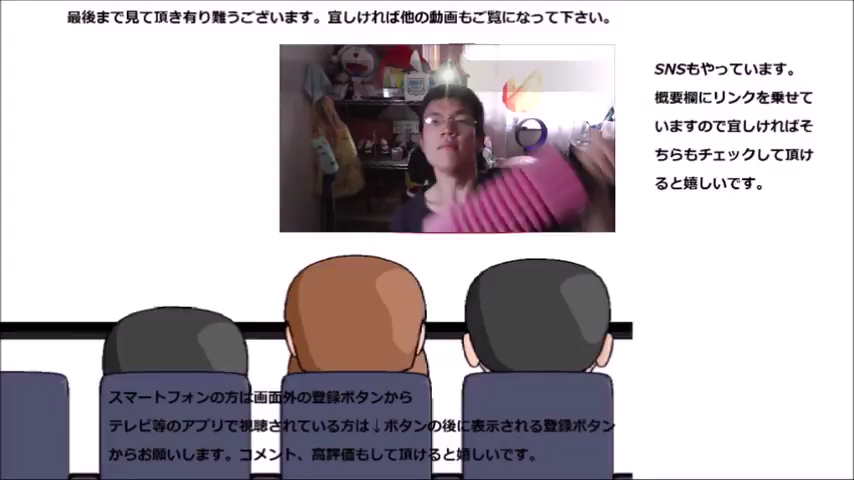 最後まで見て頂き有り難うございます。宜しければ他の動画もご覧になって下さい。
SNSもやっています。
概要欄にリンクを乗せて
いますので宜しければそ
ちらもチェックして頂け
ると嬉しいです。
スマートフォンの方は画面外の登録ボタンから
テレビ等のアプリで視聴されている方は↓ボタンの後に表示される登録ボタン
からお願いします。コメント、高評価もして頂けると嬉しいです。